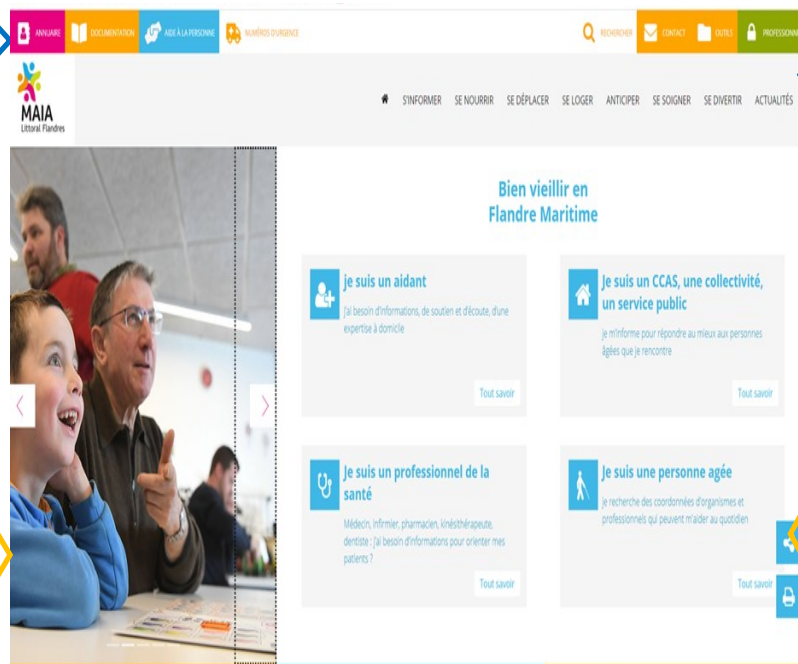 ANNUAIRE
DOCUMENTATION
AIDE À LA PERSONNE
NUMÉROS D'URGENCE
RECHERCHER
CONTACT
OUTILS
PROFESSIONN
MAIA
Littoral Flandres
S'INFORMER SE NOURRIR SE DÉPLACER SE LOGER ANTICIPER SE SOIGNER SE DIVERTIR ACTUALITÉS
Bien vieillir en
Flandre Maritime
je suis un aidant
j'ai besoin d'informations, de soutien et d'écoute, d'une
expertise à domicile
Tout savoir
Je suis un CCAS, une collectivité,
un service public
je m'informe pour répondre au mieux aux personnes
âgées que je rencontre
Tout savoir
Je suis un professionnel de la
santé
Médecin, infirmier, pharmacien, kinésithérapeute,
dentiste : j'ai besoin d'informations pour orienter mes
patients ?
Tout savoir
Je suis une personne agée
je recherche des coordonnées d'organismes et
professionnels qui peuvent m'aider au quotidien
Tout savoir